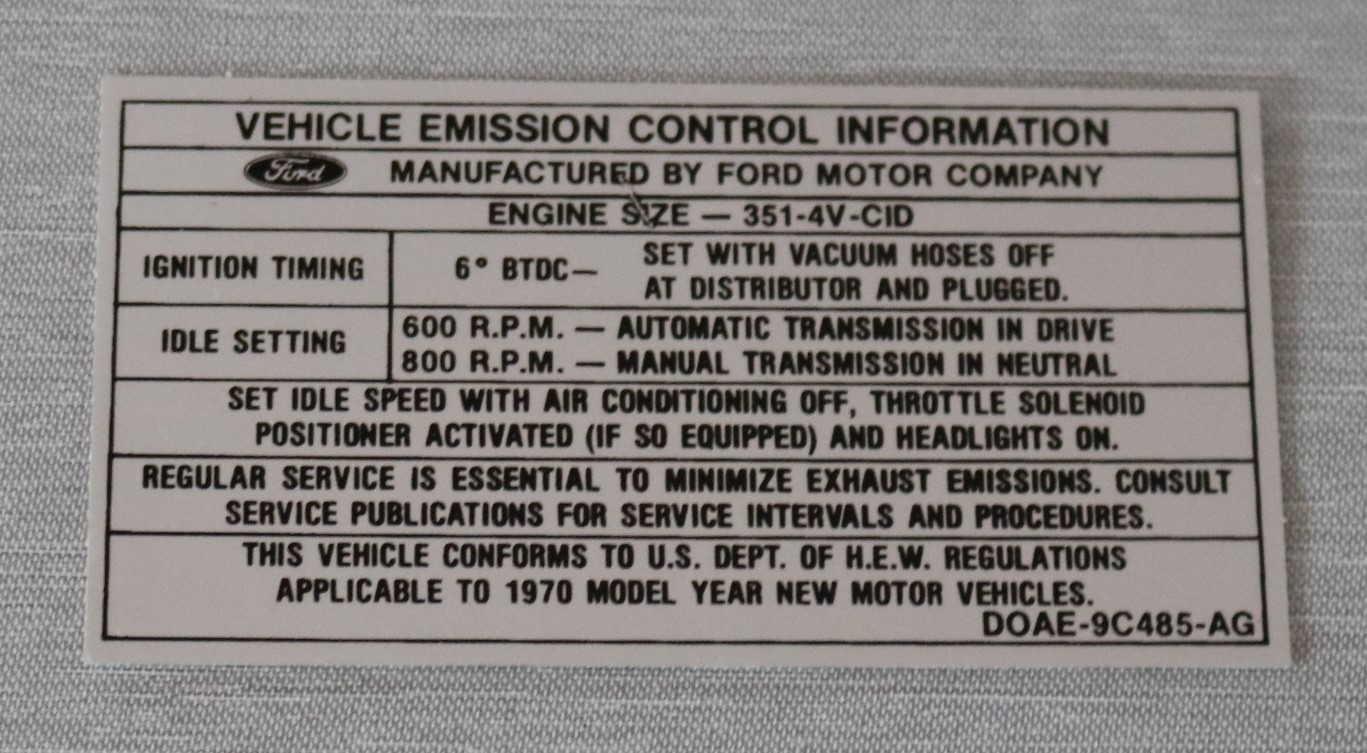 VEHICLE EMISSION CONTROL INFORMATION
Ford MANUFACTURED BY FORD MOTOR COMPANY
ENGINE SIZE — 351-4V-CID
IGNITION TIMING
6° BTDC—
SET WITH VACUUM HOSES OFF
AT DISTRIBUTOR AND PLUGGED.
IDLE SETTING
600 R.P.M. — AUTOMATIC TRANSMISSION IN DRIVE
800 R.P.M. — MANUAL TRANSMISSION IN NEUTRAL
SET IDLE SPEED WITH AIR CONDITIONING OFF, THROTTLE SOLENOID
POSITIONER ACTIVATED (IF SO EQUIPPED) AND HEADLIGHTS ON.
REGULAR SERVICE IS ESSENTIAL TO MINIMIZE EXHAUST EMISSIONS. CONSULT
SERVICE PUBLICATIONS FOR SERVICE INTERVALS AND PROCEDURES.
THIS VEHICLE CONFORMS TO U.S. DEPT. OF H.E.W. REGULATIONS
APPLICABLE TO 1970 MODEL YEAR NEW MOTOR VEHICLES.
DOAE-9C485-AG